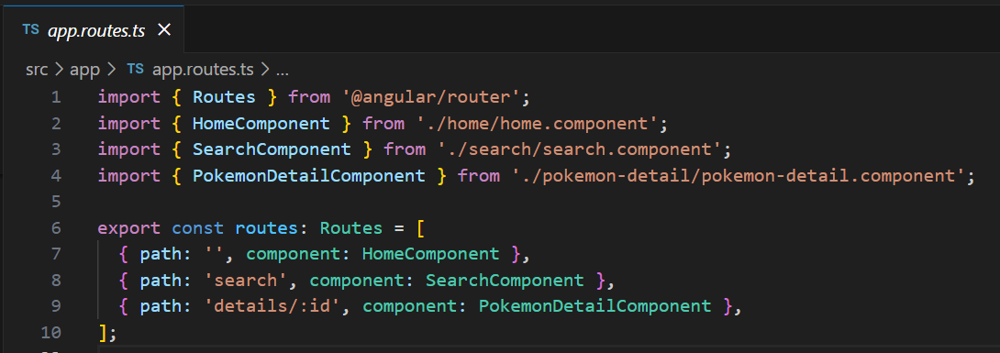 TS app.routes.ts ×
src > app > TS app.routes.ts > ...
1 import { Routes } from '@angular/router';
2 import { HomeComponent } from './home/home.component';
3 import { SearchComponent } from './search/search.component';
4 import { PokemonDetailComponent } from './pokemon-detail/pokemon-detail.component';
5
6 export const routes: Routes = [
7   { path: '', component: HomeComponent },
8   { path: 'search', component: SearchComponent },
9   { path: 'details/:id', component: PokemonDetailComponent },
10 ];